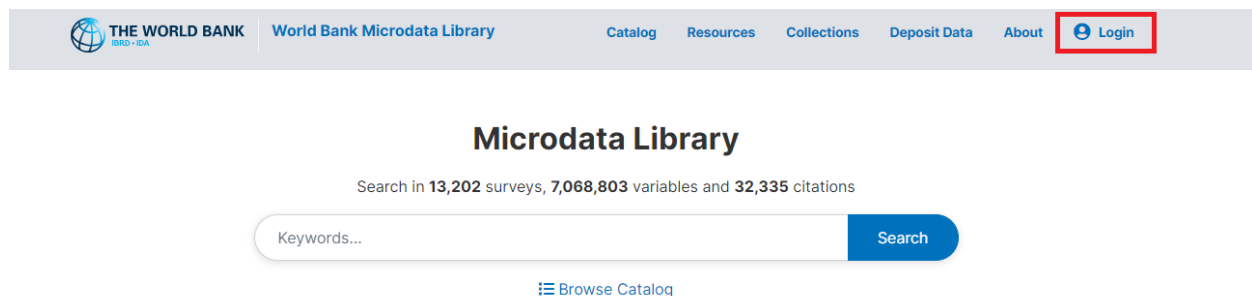 THE WORLD BANK
IBRD • IDA
World Bank Microdata Library
Catalog Resources Collections Deposit Data About Login
Microdata Library
Search in 13,202 surveys, 7,068,803 variables and 32,335 citations
Keywords... Search
Browse Catalog